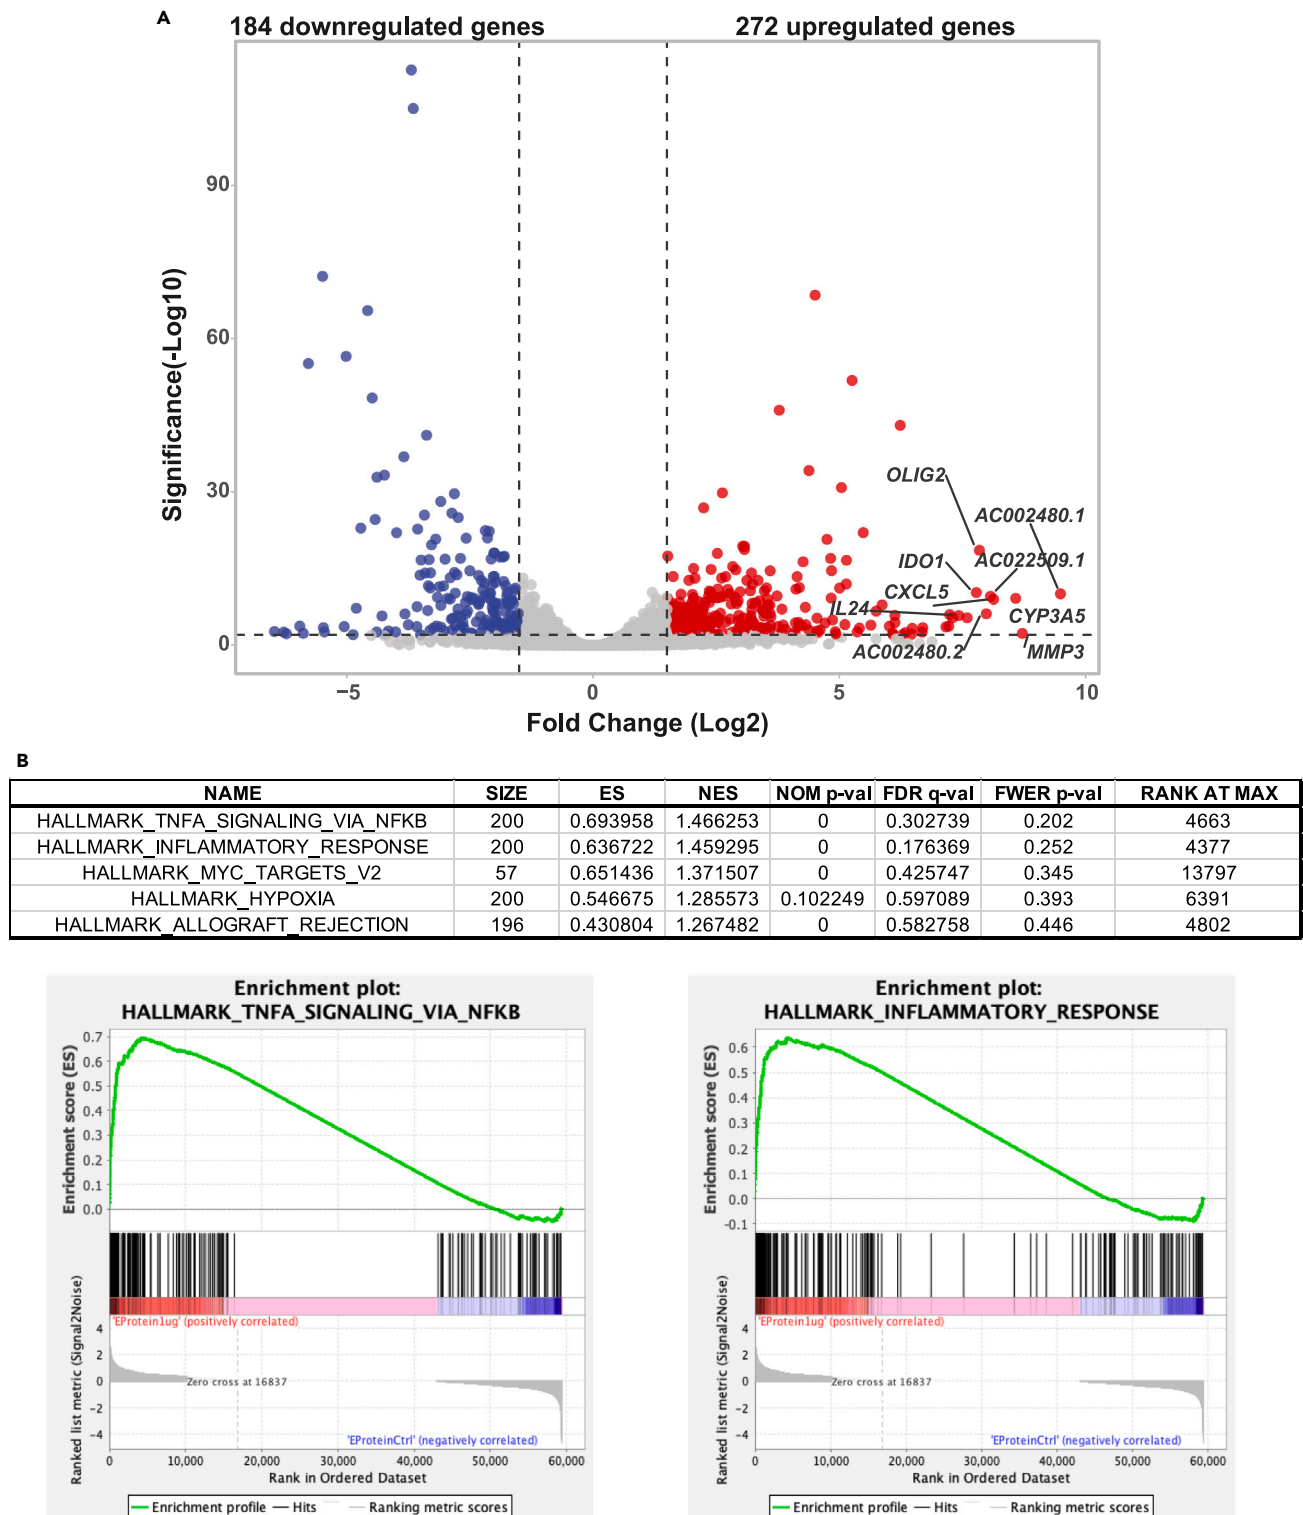 A
184 downregulated genes 272 upregulated genes
Significance(-Log10)
90
60
30
0
OLIG2
AC002480.1
IDO1
AC022509.1
CXCL5
IL24
CYP3A5
AC002480.2
MMP3
−5 0 5 10
Fold Change (Log2)
B
NAME SIZE ES NES NOM p-val FDR q-val FWER p-val RANK AT MAX
HALLMARK_TNFA_SIGNALING_VIA_NFKB 200 0.693958 1.466253 0 0.302739 0.202 4663
HALLMARK_INFLAMMATORY_RESPONSE 200 0.636722 1.459295 0 0.176369 0.252 4377
HALLMARK_MYC_TARGETS_V2 57 0.651436 1.371507 0 0.425747 0.345 13797
HALLMARK_HYPOXIA 200 0.546675 1.285573 0.102249 0.597089 0.393 6391
HALLMARK_ALLOGRAFT_REJECTION 196 0.430804 1.267482 0 0.582758 0.446 4802
Enrichment plot:
HALLMARK_TNFA_SIGNALING_VIA_NFKB
Enrichment score (ES)
0.7
0.6
0.5
0.4
0.3
0.2
0.1
0.0
'EProtein1ug' (positively correlated)
Ranked list metric (Signal2Noise)
4
2
0
-2
-4
Zero cross at 16837
'EProteinCtrl' (negatively correlated)
0 10,000 20,000 30,000 40,000 50,000 60,000
Rank in Ordered Dataset
Enrichment profile Hits Ranking metric scores
Enrichment plot:
HALLMARK_INFLAMMATORY_RESPONSE
Enrichment score (ES)
0.6
0.5
0.4
0.3
0.2
0.1
0.0
-0.1
'EProtein1ug' (positively correlated)
Ranked list metric (Signal2Noise)
4
2
0
-2
-4
Zero cross at 16837
'EProteinCtrl' (negatively correlated)
0 10,000 20,000 30,000 40,000 50,000 60,000
Rank in Ordered Dataset
Enrichment profile Hits Ranking metric scores